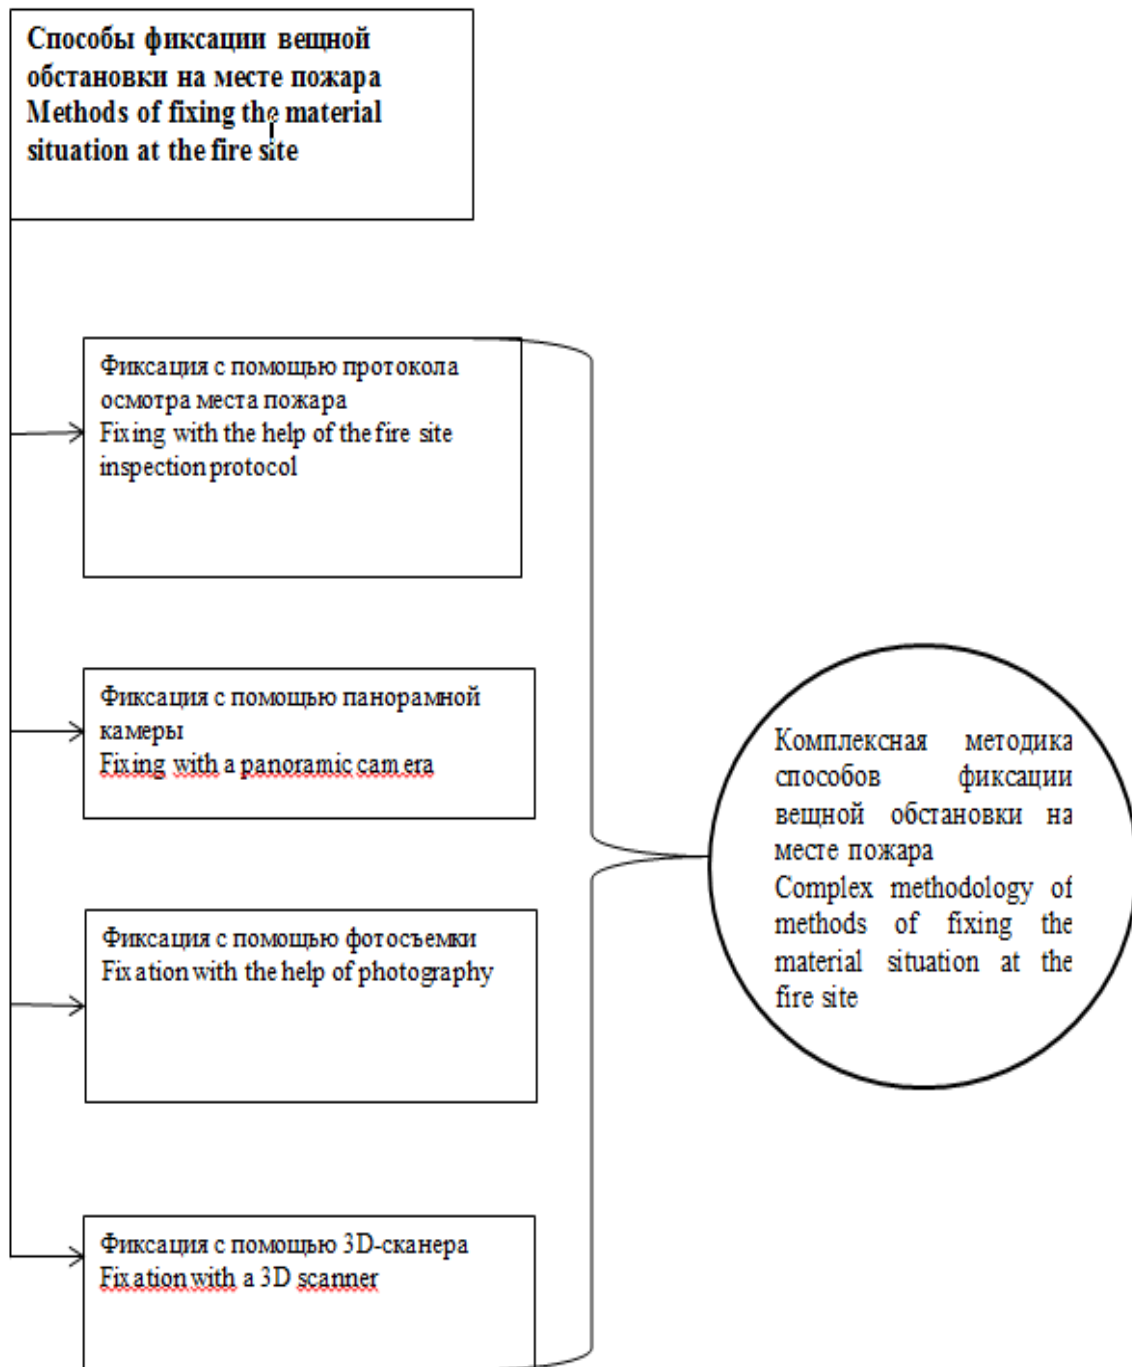 Способы фиксации вещной
обстановки на месте пожара
Methods of fixing the material
situation at the fire site
Фиксация с помощью протокола
осмотра места пожара
Fixing with the help of the fire site
inspection protocol
Фиксация с помощью панорамной
камеры
Fixing with a panoramic camera
Фиксация с помощью фотосъемки
Fixation with the help of photography
Фиксация с помощью 3D-сканера
Fixation with a 3D scanner
Комплексная методика
способов фиксации
вещной обстановки на
месте пожара
Complex methodology of
methods of fixing the
material situation at the
fire site